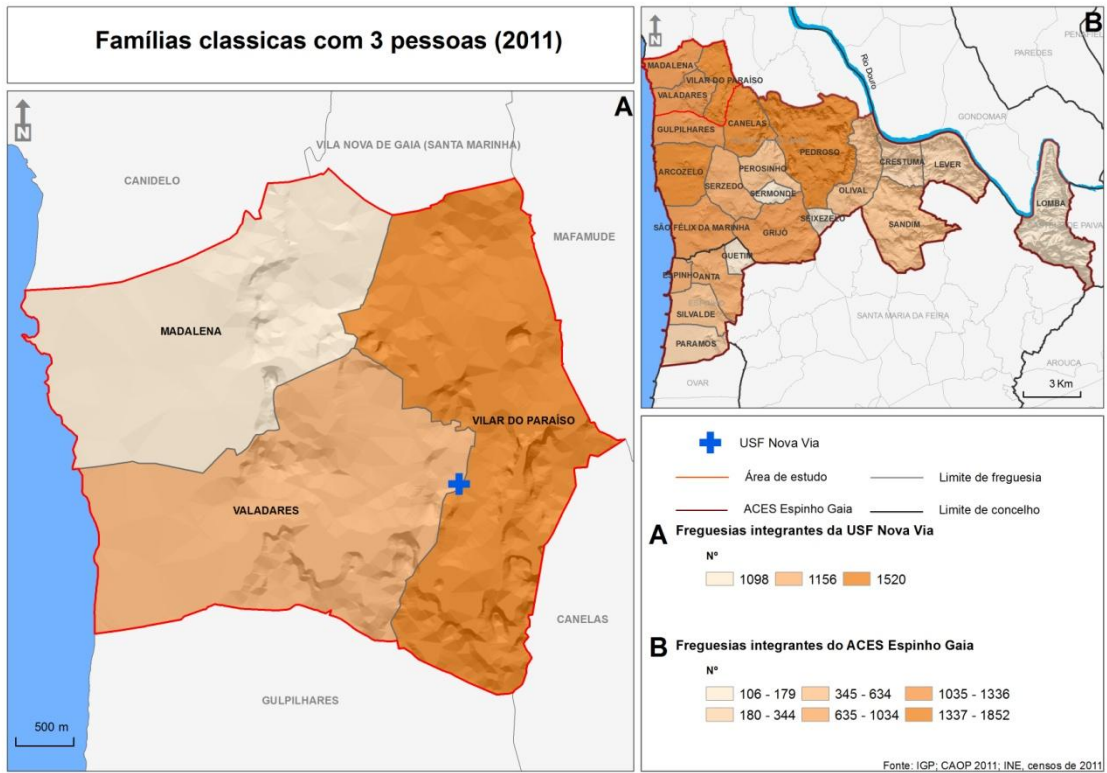 Famílias classicas com 3 pessoas (2011)
A
N
VILA NOVA DE GAIA (SANTA MARINHA)
CANIDELO
MAFAMUDE
MADALENA
VILAR DO PARAÍSO
VALADARES
CANELAS
GULPILHARES
500 m
B
N
PENAFIEL
PAREDES
MADALENA
Rio Douro
VILAR DO PARAÍSO
VALADARES
GONDOMAR
GULPILHARES
CANELAS
PEDROSO
CRESTUMA
LEVER
PEROSINHO
ARCOZELO
SERZEDO
SERMONDE
OLIVAL
LOMBA
SEIXEZELO
SÃO FÉLIX DA MARINHA
GRIJÓ
SANDIM
GUETIM
ESPINHO
ANTA
SILVALDE
SANTA MARIA DA FEIRA
PARAMOS
AROUCA
OVAR
3 Km
USF Nova Via
Área de estudo
Limite de freguesia
ACES Espinho Gaia
Limite de concelho
A Freguesias integrantes da USF Nova Via
Nº
1098 1156 1520
B Freguesias integrantes do ACES Espinho Gaia
Nº
106 - 179 345 - 634 1035 - 1336
180 - 344 635 - 1034 1337 - 1852
Fonte: IGP; CAOP 2011; INE, censos de 2011